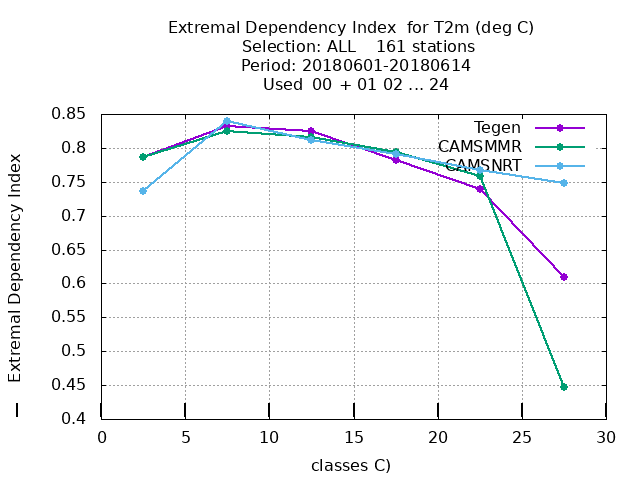 Extremal Dependency Index  for T2m (deg C)
Selection: ALL    161 stations
Period: 20180601-20180614
Used  00 + 01 02 ... 24
Extremal Dependency Index
0.85
0.8
0.75
0.7
0.65
0.6
0.55
0.5
0.45
0.4
Tegen
CAMSMMR
CAMSNRT
0 5 10 15 20 25 30
classes C)